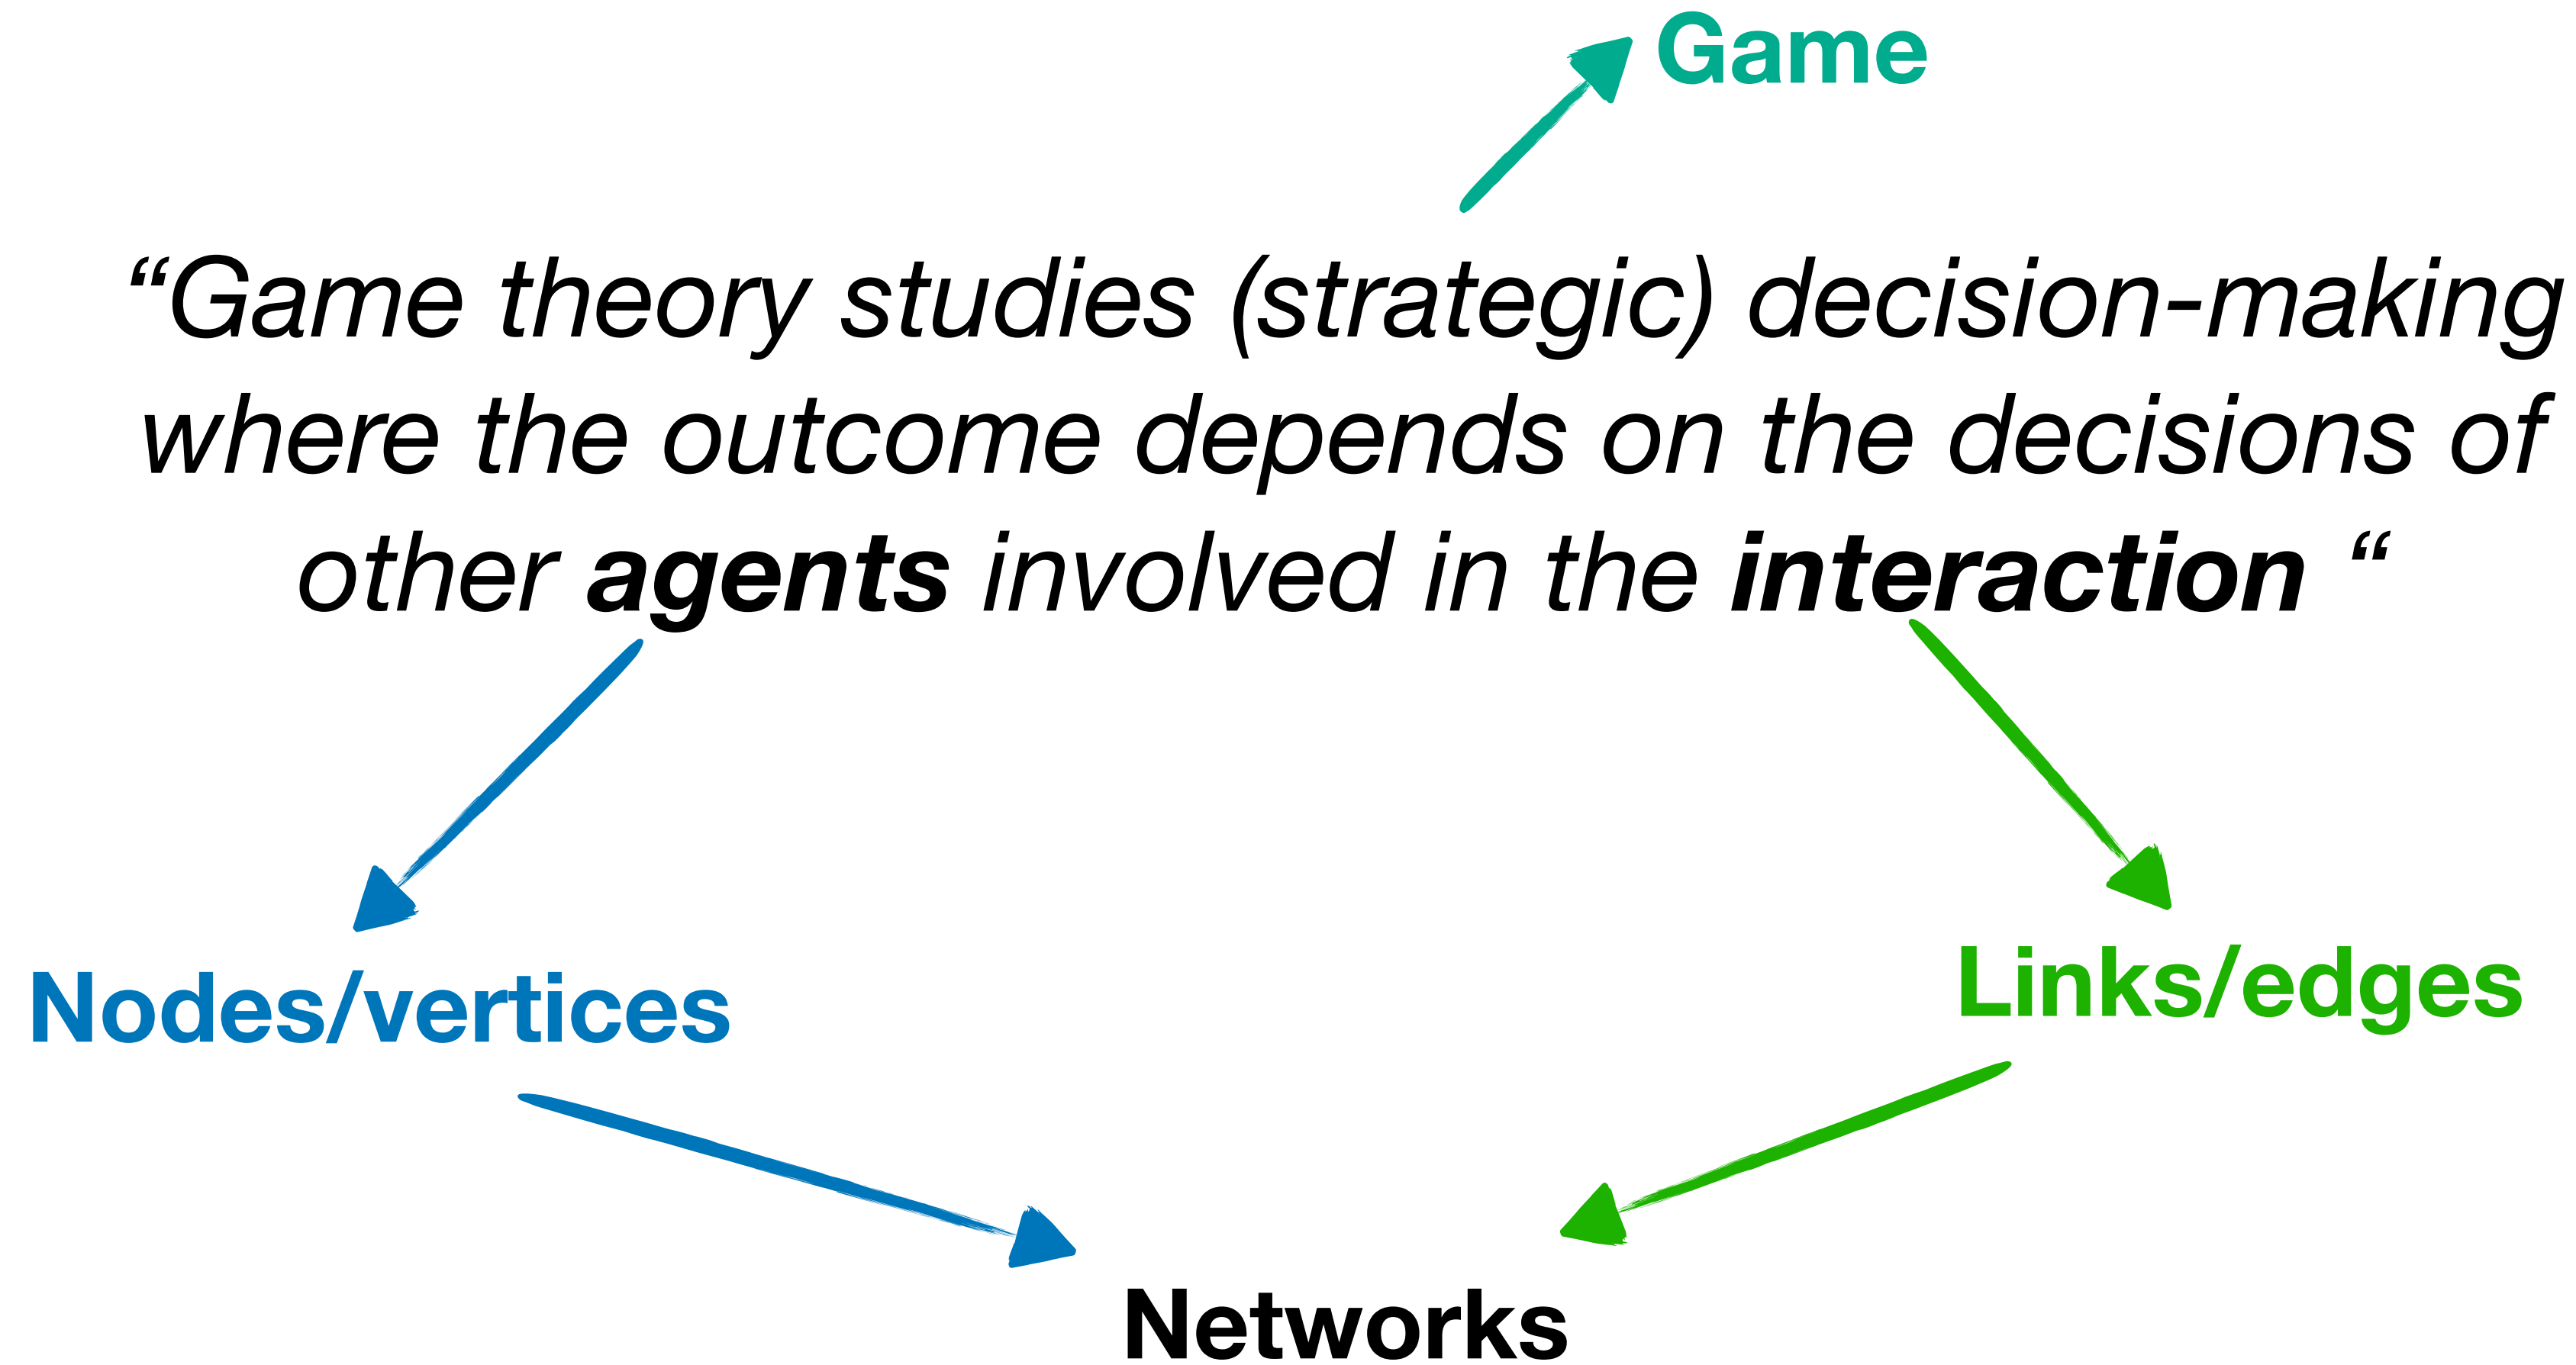 Game
“Game theory studies (strategic) decision-making
where the outcome depends on the decisions of
other agents involved in the interaction “
Nodes/vertices
Links/edges
Networks